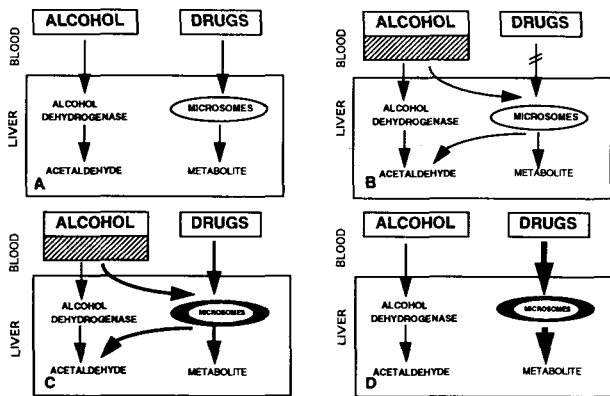 ALCOHOL
DRUGS
BLOOD
LIVER
ALCOHOL
DEHYDROGENASE
MICROSOMES
ACETALDEHYDE
METABOLITE
A
ALCOHOL
DRUGS
BLOOD
LIVER
ALCOHOL
DEHYDROGENASE
MICROSOMES
ACETALDEHYDE
METABOLITE
B
ALCOHOL
DRUGS
BLOOD
LIVER
ALCOHOL
DEHYDROGENASE
MICROSOMES
ACETALDEHYDE
METABOLITE
C
ALCOHOL
DRUGS
BLOOD
LIVER
ALCOHOL
DEHYDROGENASE
MICROSOMES
ACETALDEHYDE
METABOLITE
D